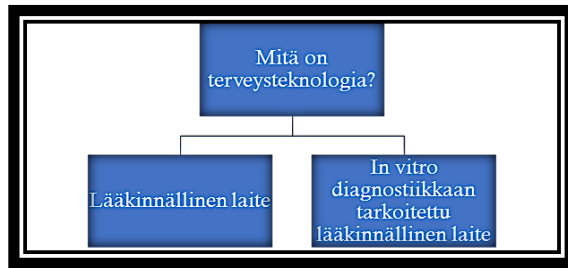 Mitä on
terveysteknologia?
Lääkinnällinen laite
In vitro
diagnostiikkaan
tarkoitettu
lääkinnällinen laite